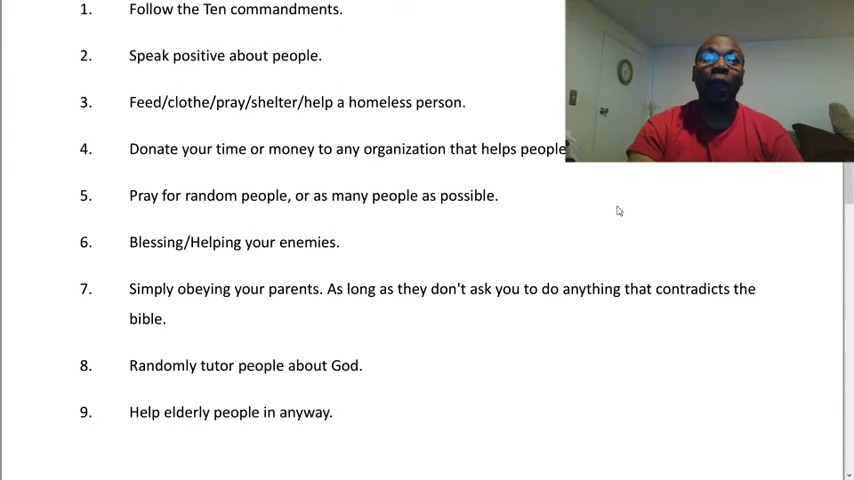 1. Follow the Ten commandments.
2. Speak positive about people.
3. Feed/clothe/pray/shelter/help a homeless person.
4. Donate your time or money to any organization that helps people
5. Pray for random people, or as many people as possible.
6. Blessing/Helping your enemies.
7. Simply obeying your parents. As long as they don't ask you to do anything that contradicts the
bible.
8. Randomly tutor people about God.
9. Help elderly people in anyway.